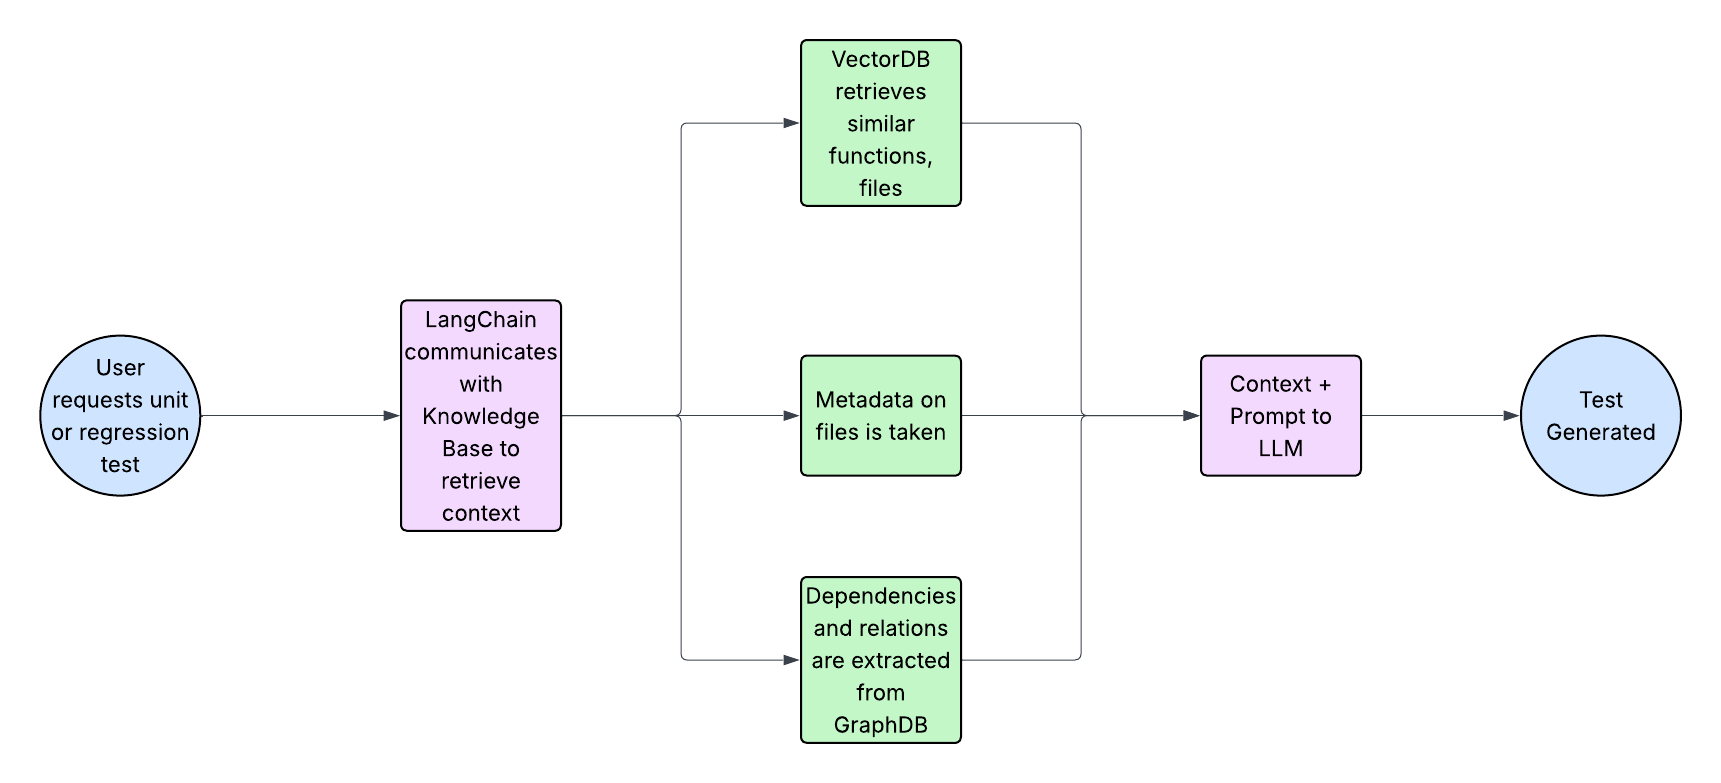 User
requests unit
or regression
test
LangChain
communicates
with
Knowledge
Base to
retrieve
context
VectorDB
retrieves
similar
functions,
files
Metadata on
files is taken
Dependencies
and relations
are extracted
from
GraphDB
Context +
Prompt to
LLM
Test
Generated